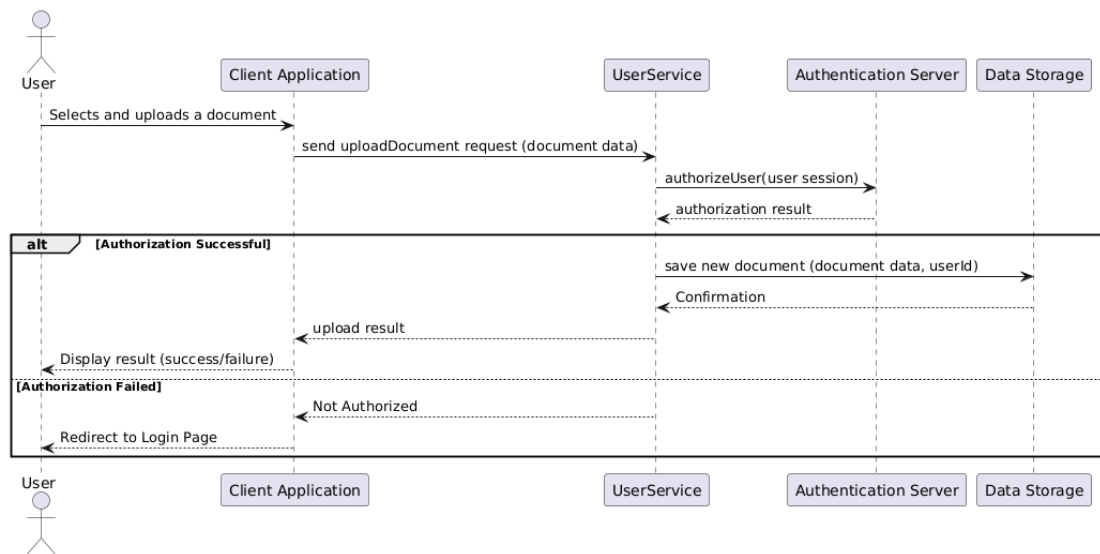 User
Client Application
UserService
Authentication Server
Data Storage
Selects and uploads a document
send uploadDocument request (document data)
authorizeUser(user session)
authorization result
alt [Authorization Successful]
save new document (document data, userId)
Confirmation
upload result
Display result (success/failure)
[Authorization Failed]
Not Authorized
Redirect to Login Page
User
Client Application
UserService
Authentication Server
Data Storage